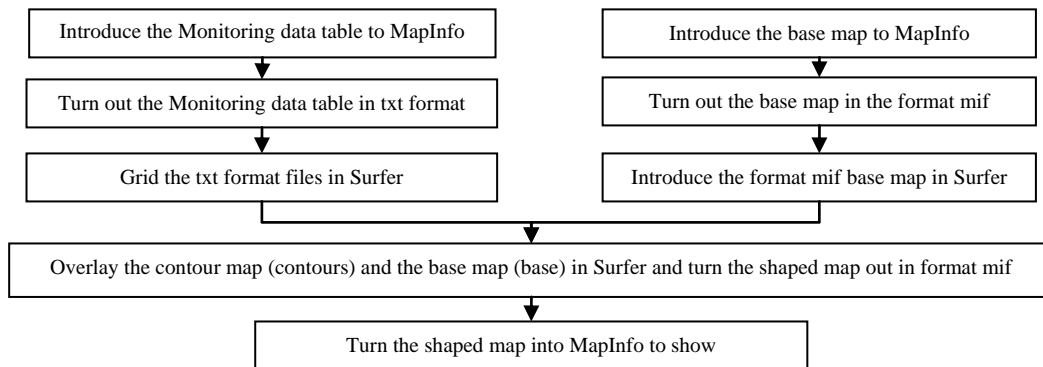 Introduce the Monitoring data table to MapInfo
Turn out the Monitoring data table in txt format
Grid the txt format files in Surfer
Introduce the base map to MapInfo
Turn out the base map in the format mif
Introduce the format mif base map in Surfer
Overlay the contour map (contours) and the base map (base) in Surfer and turn the shaped map out in format mif
Turn the shaped map into MapInfo to show